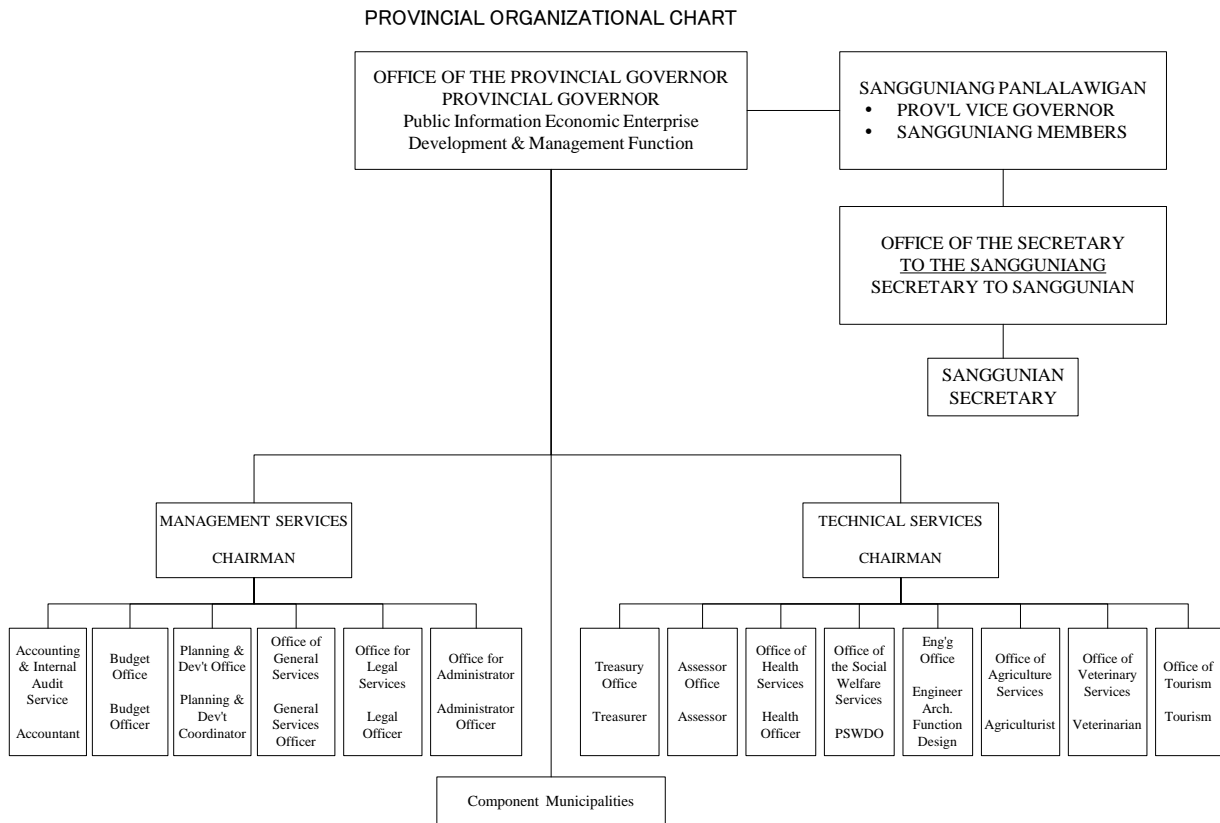 PROVINCIAL ORGANIZATIONAL CHART
OFFICE OF THE PROVINCIAL GOVERNOR
PROVINCIAL GOVERNOR
Public Information Economic Enterprise
Development & Management Function
SANGGUNIANG PANLALAWIGAN
• PROV'L VICE GOVERNOR
• SANGGUNIANG MEMBERS
OFFICE OF THE SECRETARY
TO THE SANGGUNIANG
SECRETARY TO SANGGUNIAN
SANGGUNIAN
SECRETARY
MANAGEMENT SERVICES
CHAIRMAN
TECHNICAL SERVICES
CHAIRMAN
Accounting
& Internal
Audit
Service
Accountant
Budget
Office
Budget
Officer
Planning &
Dev't Office
Planning &
Dev't
Coordinator
Office of
General
Services
General
Services
Officer
Office for
Legal
Services
Legal
Officer
Office for
Administrator
Administrator
Officer
Treasury
Office
Treasurer
Assessor
Office
Assessor
Office of
Health
Services
Health
Officer
Office of
the Social
Welfare
Services
PSWDO
Eng'g
Office
Engineer
Arch.
Function
Design
Office of
Agriculture
Services
Agriculturist
Office of
Veterinary
Services
Veterinarian
Office of
Tourism
Tourism
Component Municipalities